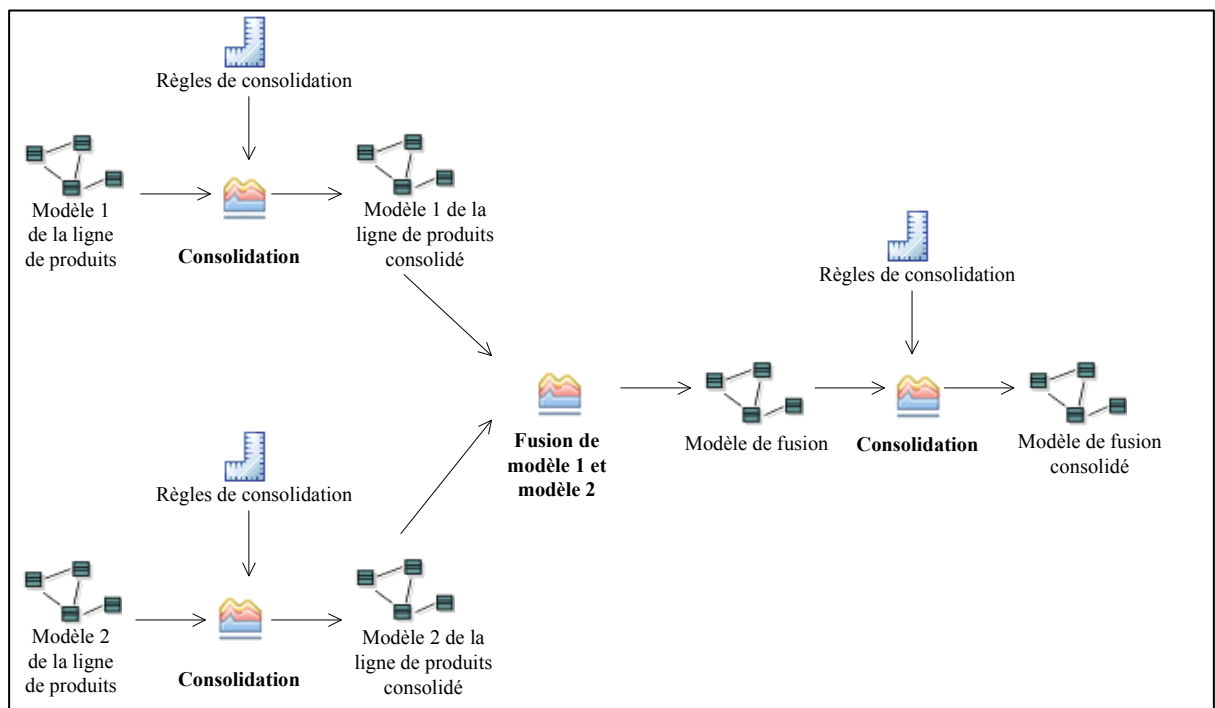 Règles de consolidation
Modèle 1
de la ligne
de produits
Consolidation
Modèle 1 de la
ligne de produits
consolidé
Règles de consolidation
Fusion de
modèle 1 et
modèle 2
Modèle de fusion
Consolidation
Modèle de fusion
consolidé
Règles de consolidation
Modèle 2
de la ligne
de produits
Consolidation
Modèle 2 de la
ligne de produits
consolidé